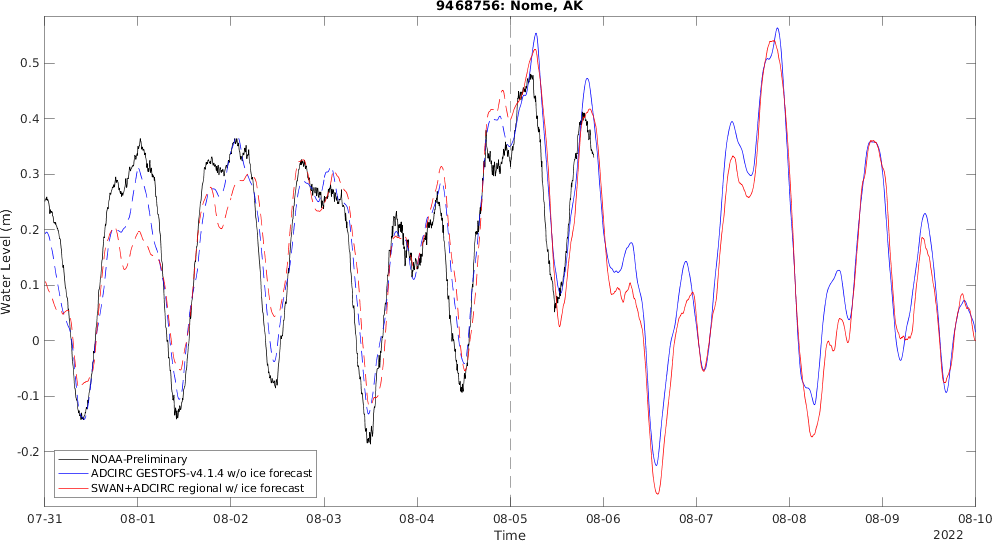 9468756: Nome, AK
Water Level (m)
0.5
0.4
0.3
0.2
0.1
0
-0.1
-0.2
NOAA-Preliminary
ADCIRC GESTOFS-v4.1.4 w/o ice forecast
SWAN+ADCIRC regional w/ ice forecast
07-31 08-01 08-02 08-03 08-04 08-05 08-06 08-07 08-08 08-09 08-10
Time
2022